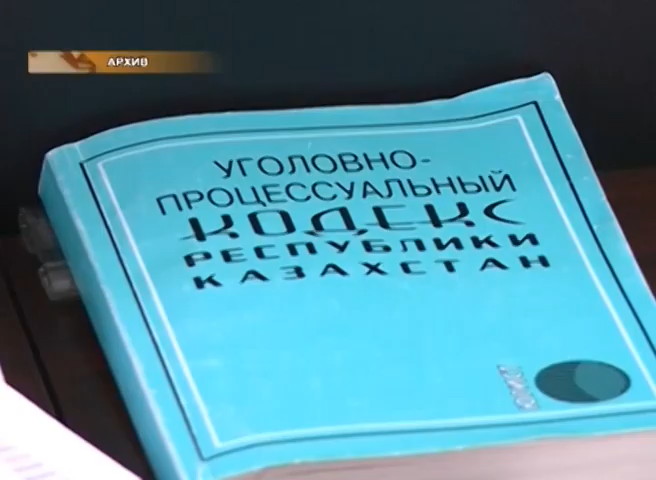 АРХИВ
УГОЛОВНО-
ПРОЦЕССУАЛЬНЫЙ
КОДЕКС
РЕСПУБЛИКИ
КАЗАХСТАН